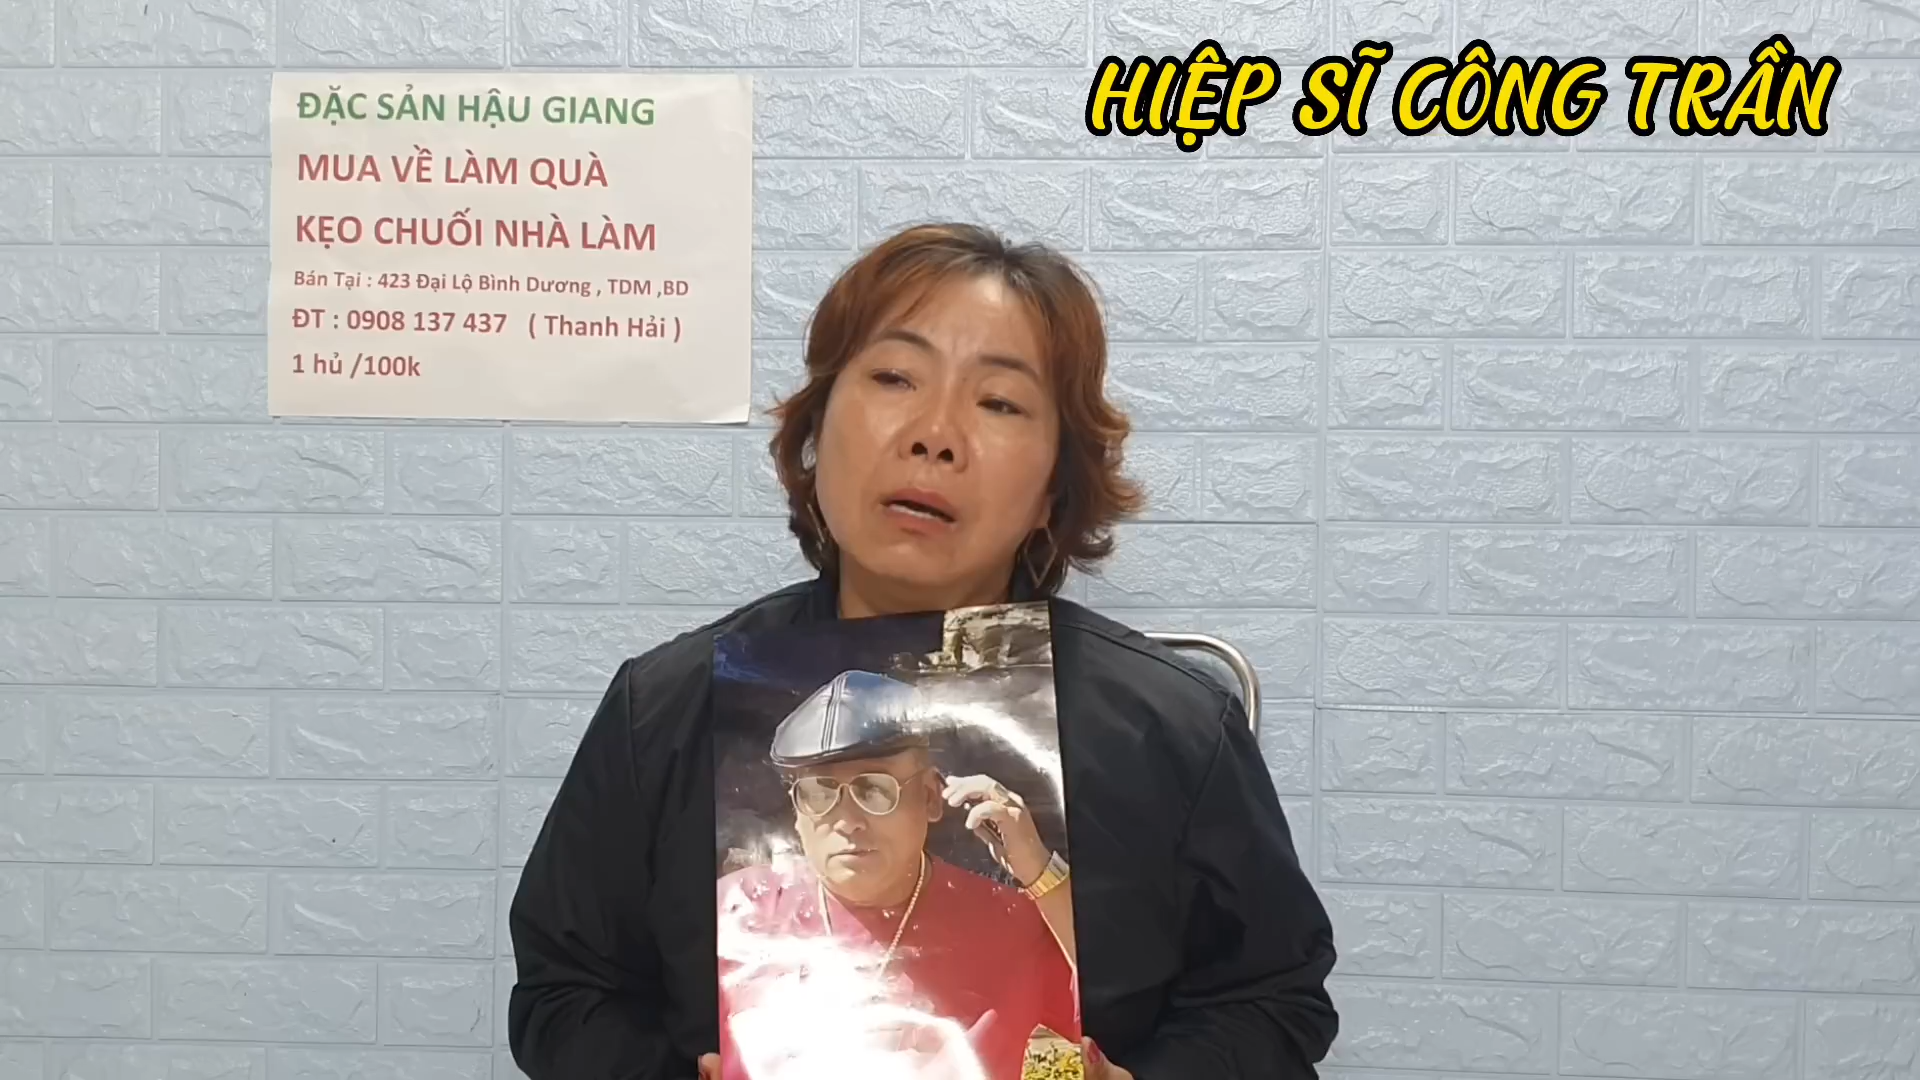 HIỆP SĨ CÔNG TRẦN
ĐẶC SẢN HẬU GIANG
MUA VỀ LÀM QUÀ
KẸO CHUỐI NHÀ LÀM
Bán Tại : 423 Đại Lộ Bình Dương , TDM ,BD
ĐT : 0908 137 437 ( Thanh Hải )
1 hủ /100k